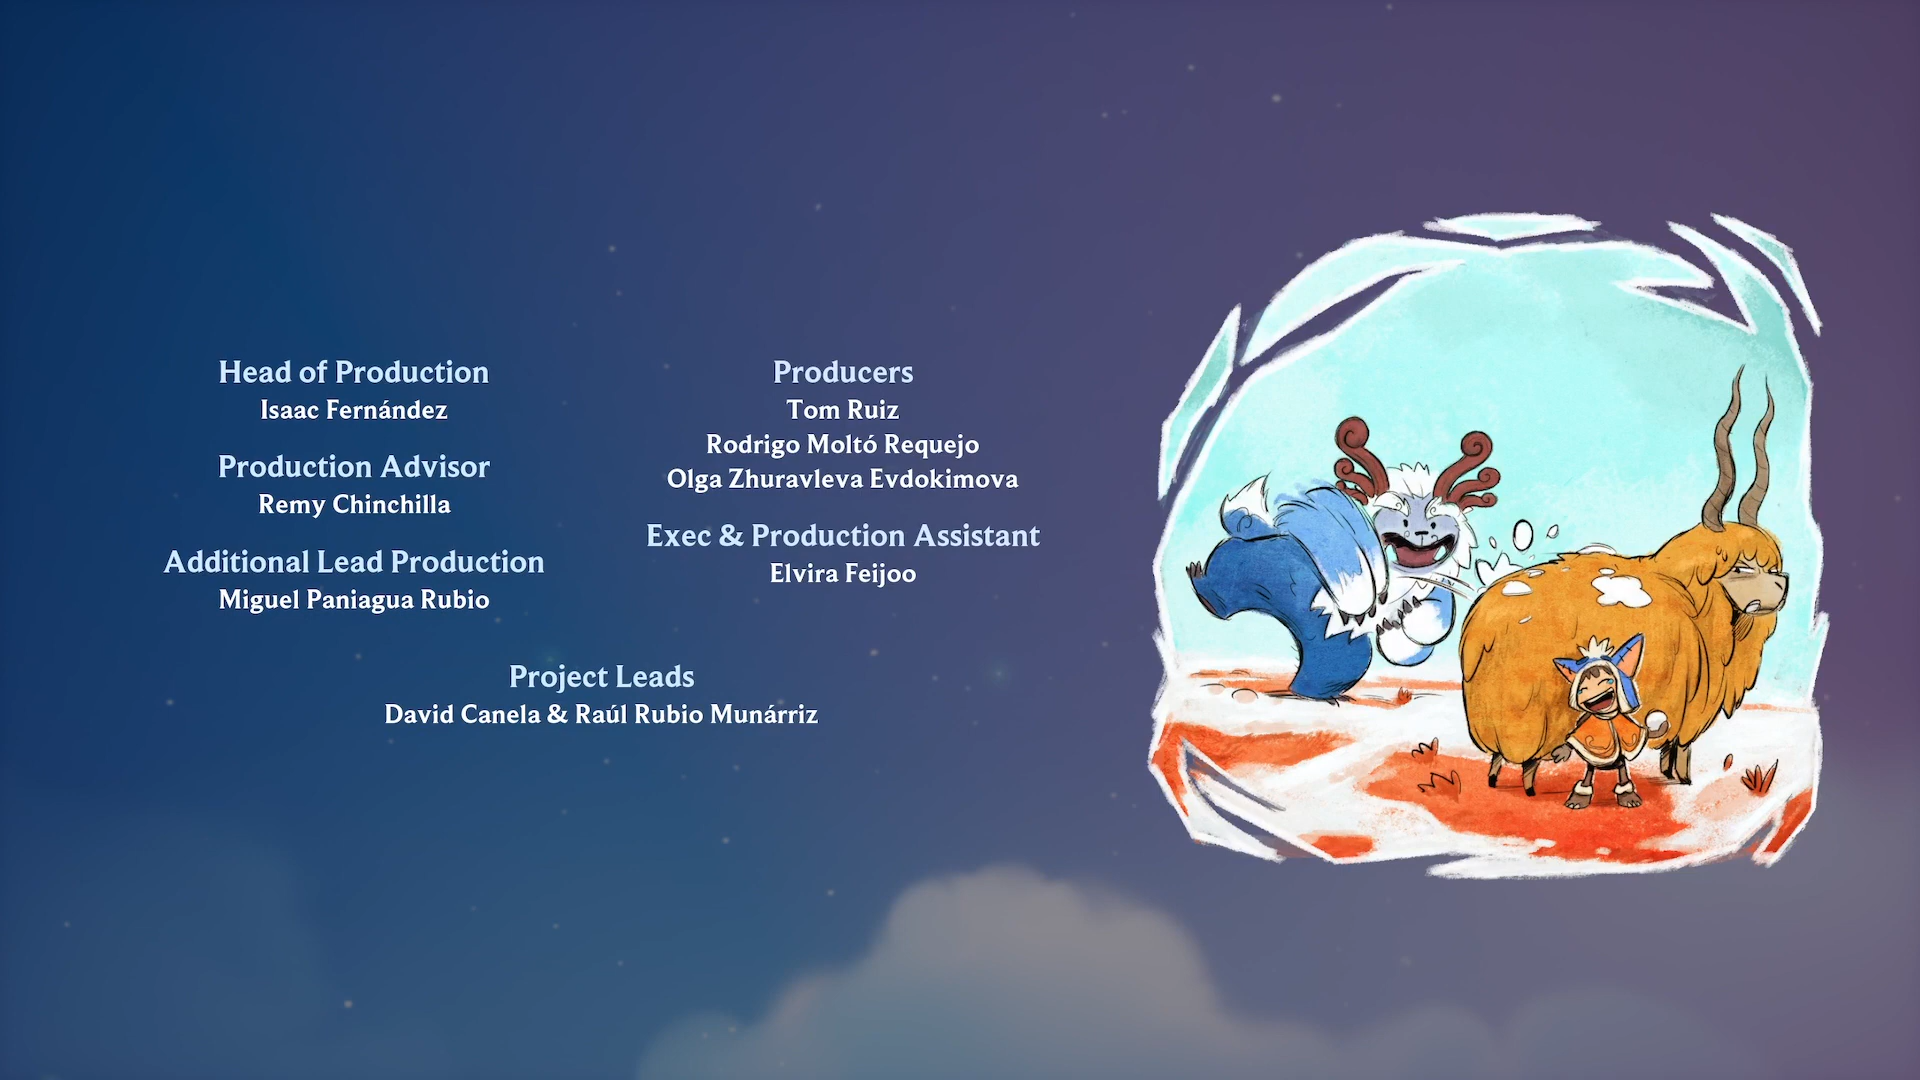 Head of Production
Isaac Fernández
Production Advisor
Remy Chinchilla
Additional Lead Production
Miguel Paniagua Rubio
Producers
Tom Ruiz
Rodrigo Moltó Requejo
Olga Zhuravleva Evdokimova
Exec & Production Assistant
Elvira Feijoo
Project Leads
David Canela & Raúl Rubio Munárriz